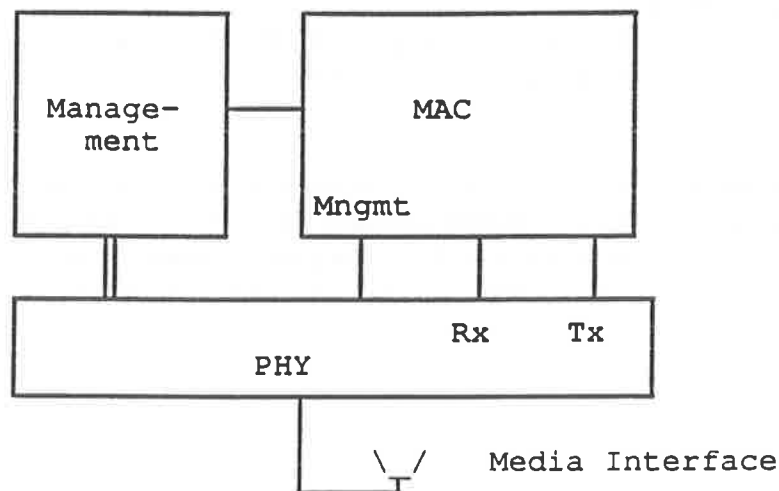 Manage-
ment
MAC
Mngmt
Rx Tx
PHY
Media Interface